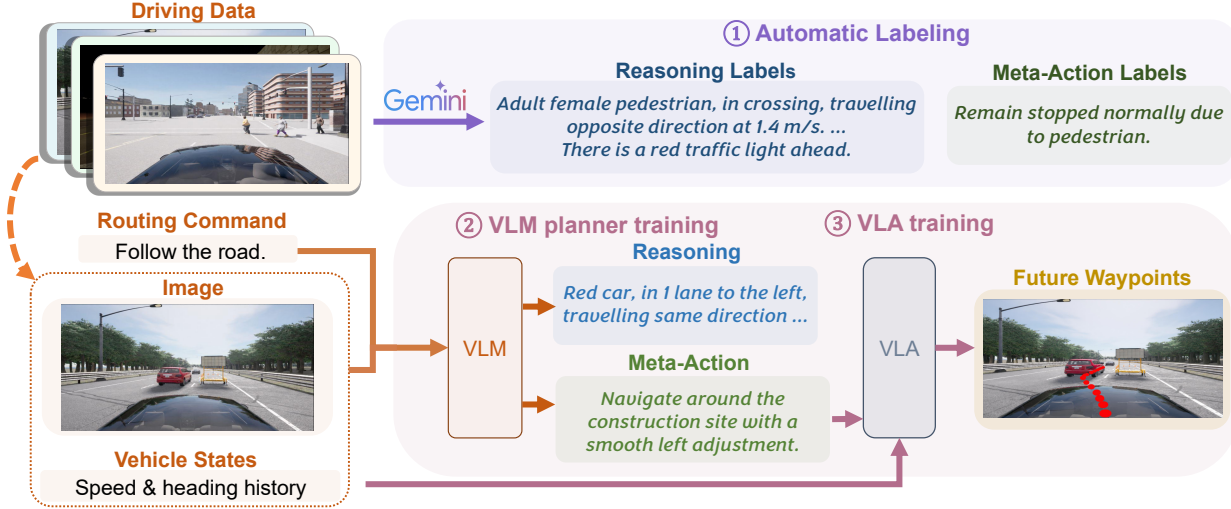 Driving Data
① Automatic Labeling
Reasoning Labels
Meta-Action Labels
Gemini
Adult female pedestrian, in crossing, travelling
opposite direction at 1.4 m/s. ...
There is a red traffic light ahead.
Remain stopped normally due
to pedestrian.
Routing Command
Follow the road.
② VLM planner training
③ VLA training
Reasoning
Image
Red car, in 1 lane to the left,
travelling same direction ...
Future Waypoints
VLM
VLA
Meta-Action
Navigate around the
construction site with a
smooth left adjustment.
Vehicle States
Speed & heading history